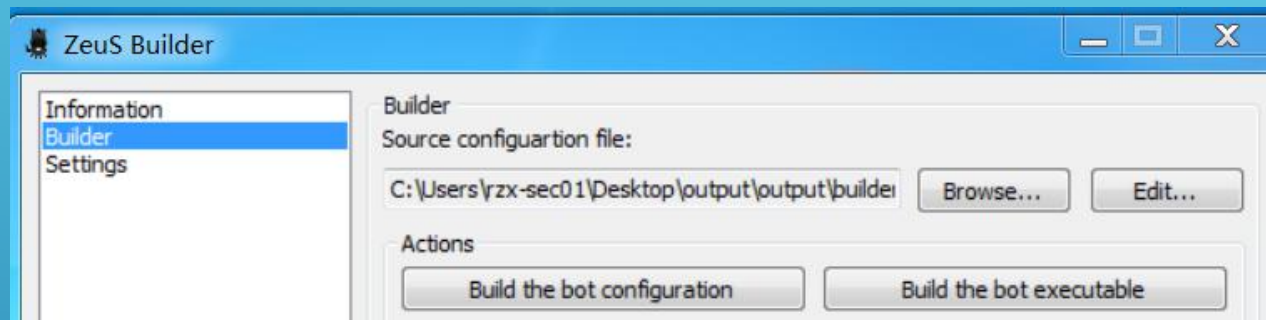 ZeuS Builder
Information
Builder
Settings
Builder
Source configuartion file:
C:\Users\rzx-sec01\Desktop\output\output\builder
Browse...
Edit...
Actions
Build the bot configuration
Build the bot executable